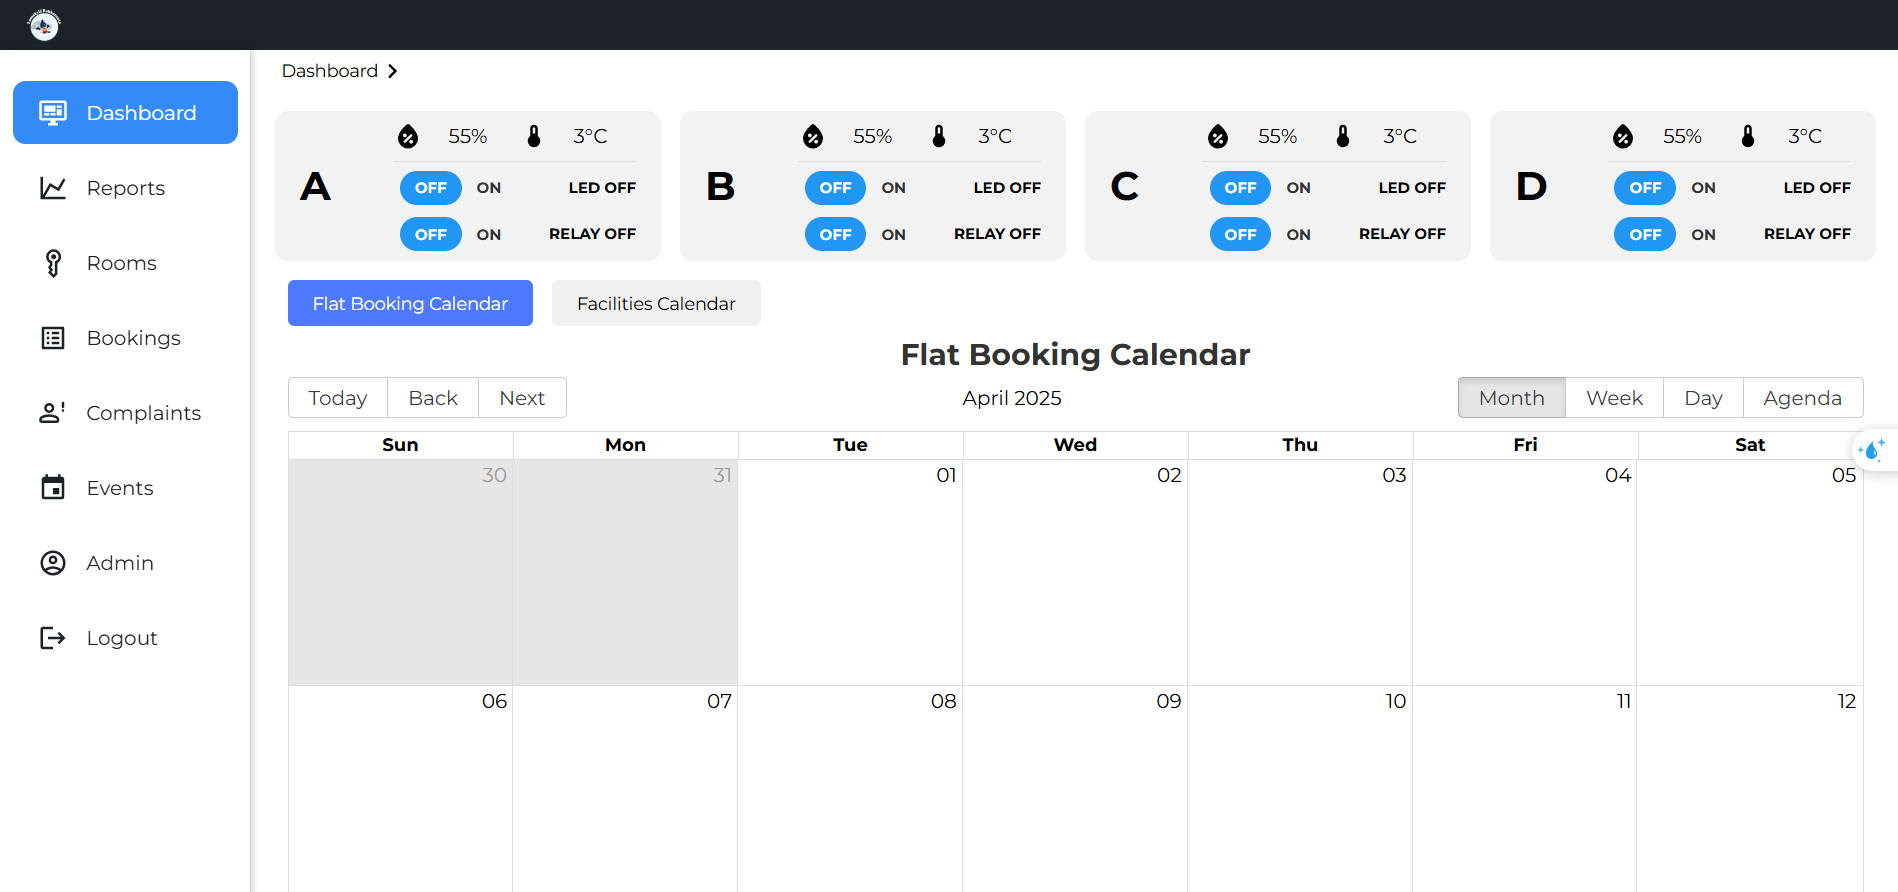 Dashboard
Reports
Rooms
Bookings
Complaints
Events
Admin
Logout
Dashboard
A
55% 3°C
OFF ON LED OFF
OFF ON RELAY OFF
B
55% 3°C
OFF ON LED OFF
OFF ON RELAY OFF
C
55% 3°C
OFF ON LED OFF
OFF ON RELAY OFF
D
55% 3°C
OFF ON LED OFF
OFF ON RELAY OFF
Flat Booking Calendar Facilities Calendar
Flat Booking Calendar
Today Back Next April 2025 Month Week Day Agenda
Sun Mon Tue Wed Thu Fri Sat
30 31 01 02 03 04 05
06 07 08 09 10 11 12